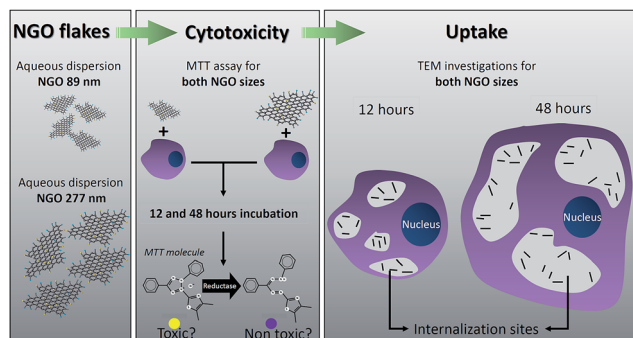 NGO flakes
Aqueous dispersion
NGO 89 nm
Aqueous dispersion
NGO 277 nm
Cytotoxicity
MTT assay for
both NGO sizes
+
+
12 and 48 hours incubation
MTT molecule
Reductase
Toxic?
Non toxic?
Uptake
TEM investigations for
both NGO sizes
12 hours
48 hours
Nucleus
Nucleus
Internalization sites